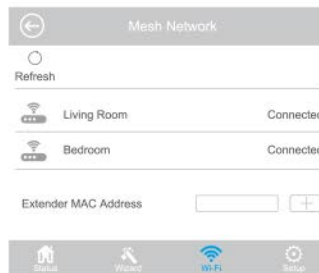 Mesh Network
Refresh
Living Room Connected
Bedroom Connected
Extender MAC Address
Status Wizard Wi-Fi Setup